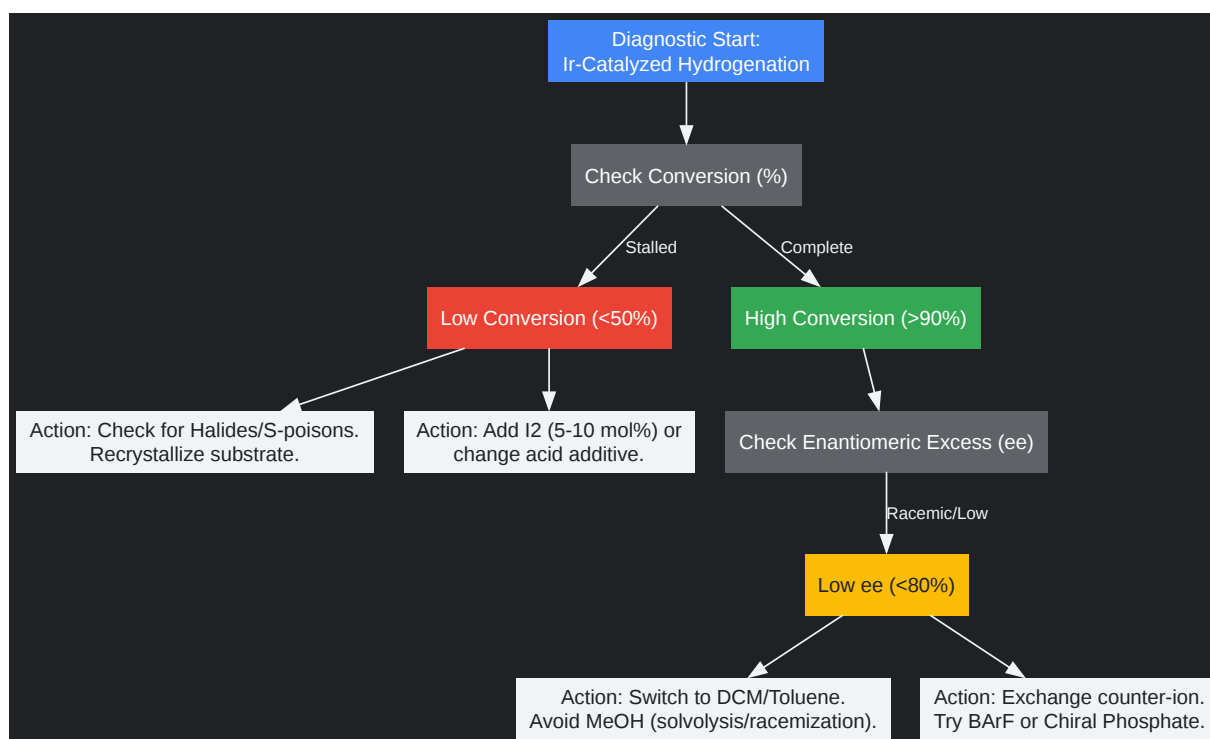 Diagnostic Start:
Ir-Catalyzed Hydrogenation
Check Conversion (%)
Stalled
Complete
Low Conversion (<50%)
High Conversion (>90%)
Action: Check for Halides/S-poisons.
Recrystallize substrate.
Action: Add I2 (5-10 mol%) or
change acid additive.
Check Enantiomeric Excess (ee)
Racemic/Low
Low ee (<80%)
Action: Switch to DCM/Toluene.
Avoid MeOH (solvolysis/racemization).
Action: Exchange counter-ion.
Try BArF or Chiral Phosphate.